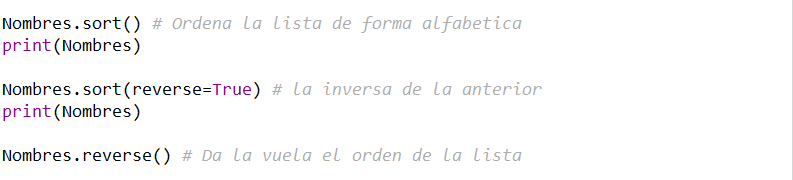 Nombres.sort() # Ordena la lista de forma alfabetica
print(Nombres)
Nombres.sort(reverse=True) # la inversa de la anterior
print(Nombres)
Nombres.reverse() # Da la vuela el orden de la lista